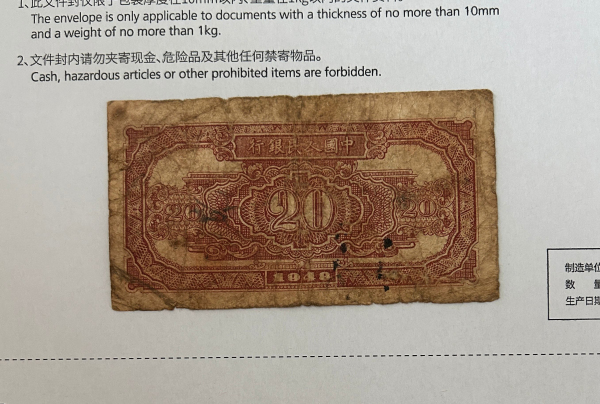 The envelope is only applicable to documents with a thickness of no more than 10mm
and a weight of no more than 1kg.
2、文件封内请勿夹寄现金、危险品及其他任何禁寄物品。
Cash, hazardous articles or other prohibited items are forbidden.
行銀民人國中
20 20 20
1949
制造单位
数 量
生产日期